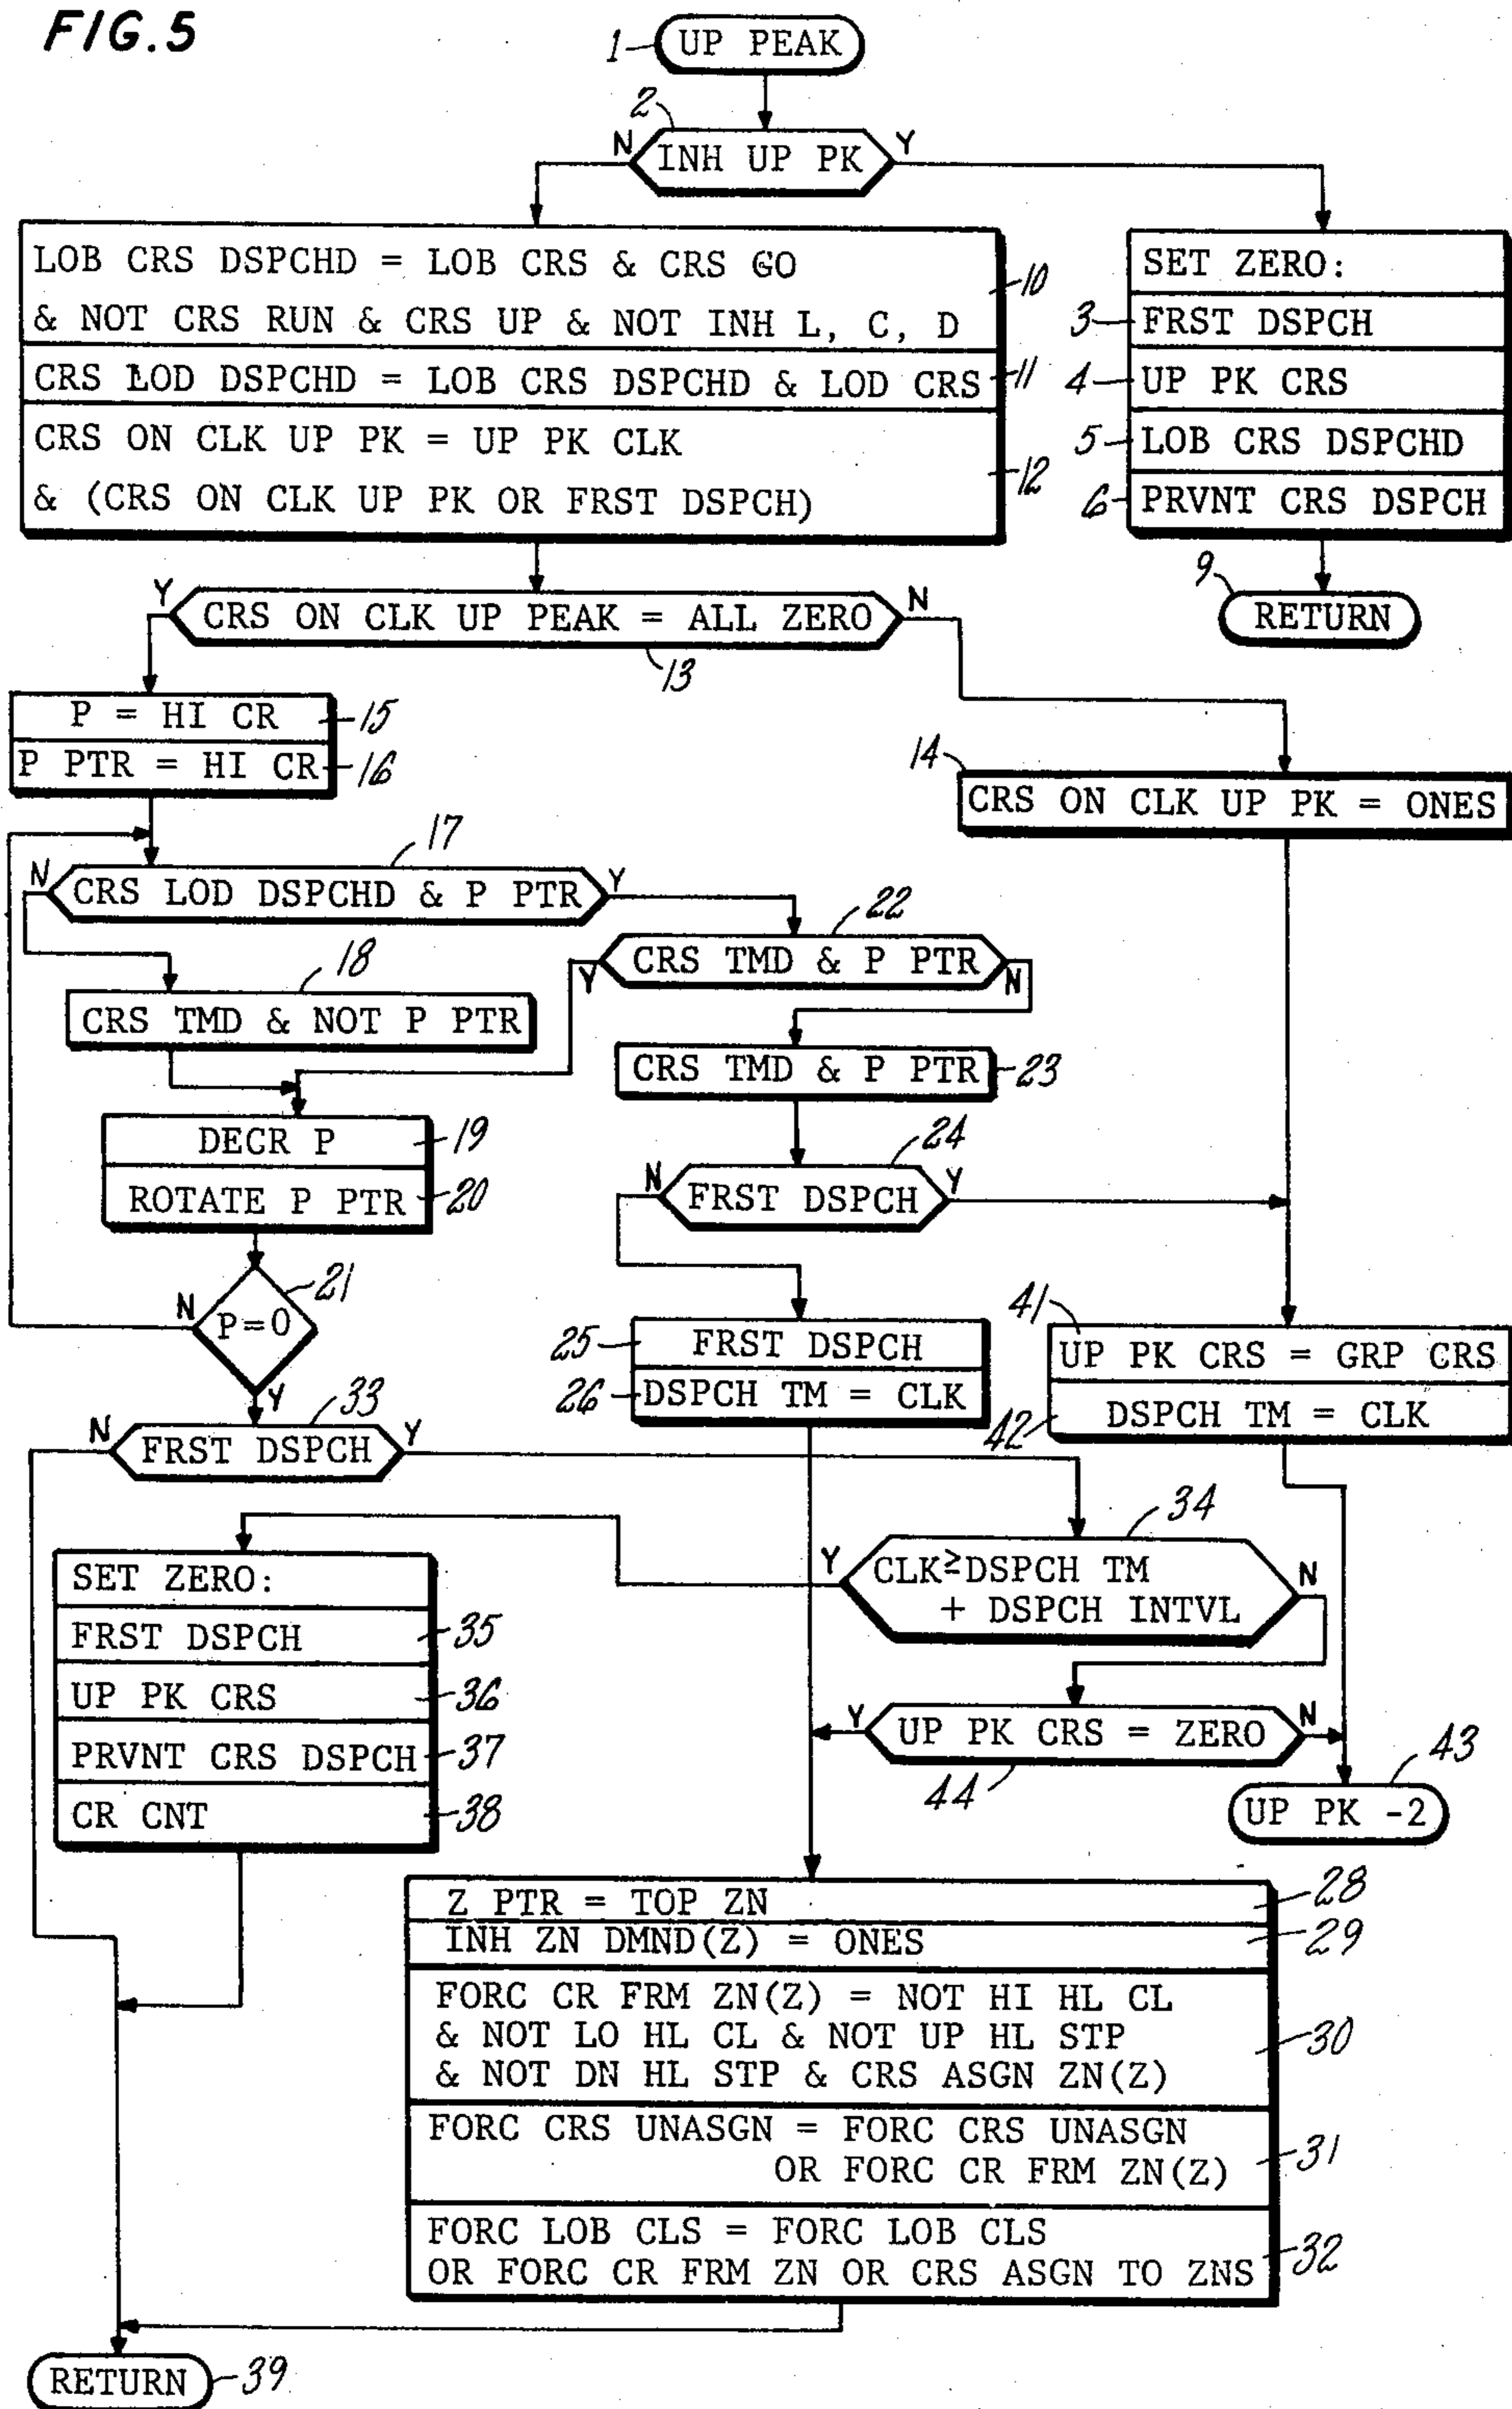 FIG. 5
1 UP PEAK
2
N INH UP PK Y
LOB CRS DSPCHD = LOB CRS & CRS GO
& NOT CRS RUN & CRS UP & NOT INH L, C, D
10
CRS LOD DSPCHD = LOB CRS DSPCHD & LOD CRS 11
CRS ON CLK UP PK = UP PK CLK
& (CRS ON CLK UP PK OR FRST DSPCH)
12
SET ZERO:
3 FRST DSPCH
4 UP PK CRS
5 LOB CRS DSPCHD
6 PRVNT CRS DSPCH
9
RETURN
Y CRS ON CLK UP PEAK = ALL ZERO N
13
P = HI CR 15
P PTR = HI CR 16
14
CRS ON CLK UP PK = ONES
17
N CRS LOD DSPCHD & P PTR Y
22
Y CRS TMD & P PTR N
18
CRS TMD & NOT P PTR
CRS TMD & P PTR 23
DECR P 19
ROTATE P PTR 20
24
N FRST DSPCH Y
21
N P=0
Y
25 FRST DSPCH
26 DSPCH TM = CLK
41
UP PK CRS = GRP CRS
42 DSPCH TM = CLK
33
N FRST DSPCH Y
34
Y CLK≥DSPCH TM N
+ DSPCH INTVL
SET ZERO:
FRST DSPCH 35
UP PK CRS 36
PRVNT CRS DSPCH 37
CR CNT 38
Y UP PK CRS = ZERO N
44
43
UP PK -2
Z PTR = TOP ZN 28
INH ZN DMND(Z) = ONES 29
FORC CR FRM ZN(Z) = NOT HI HL CL
& NOT LO HL CL & NOT UP HL STP 30
& NOT DN HL STP & CRS ASGN ZN(Z)
FORC CRS UNASGN = FORC CRS UNASGN
OR FORC CR FRM ZN(Z) 31
FORC LOB CLS = FORC LOB CLS
OR FORC CR FRM ZN OR CRS ASGN TO ZNS 32
RETURN 39